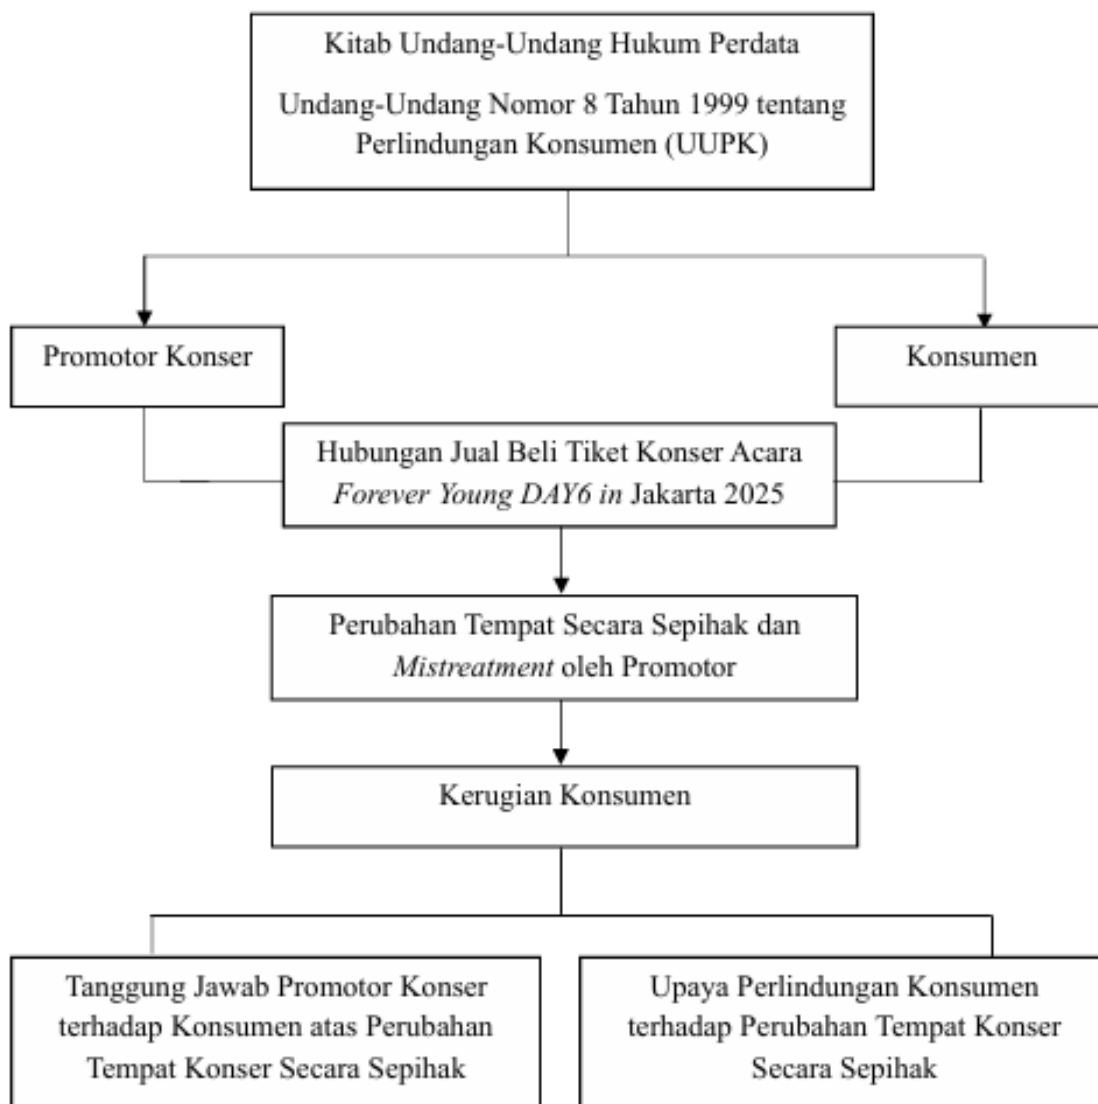 Kitab Undang-Undang Hukum Perdata
Undang-Undang Nomor 8 Tahun 1999 tentang
Perlindungan Konsumen (UUPK)
Promotor Konser
Konsumen
Hubungan Jual Beli Tiket Konser Acara
Forever Young DAY6 in Jakarta 2025
Perubahan Tempat Secara Sepihak dan
Mistreatment oleh Promotor
Kerugian Konsumen
Tanggung Jawab Promotor Konser
terhadap Konsumen atas Perubahan
Tempat Konser Secara Sepihak
Upaya Perlindungan Konsumen
terhadap Perubahan Tempat Konser
Secara Sepihak